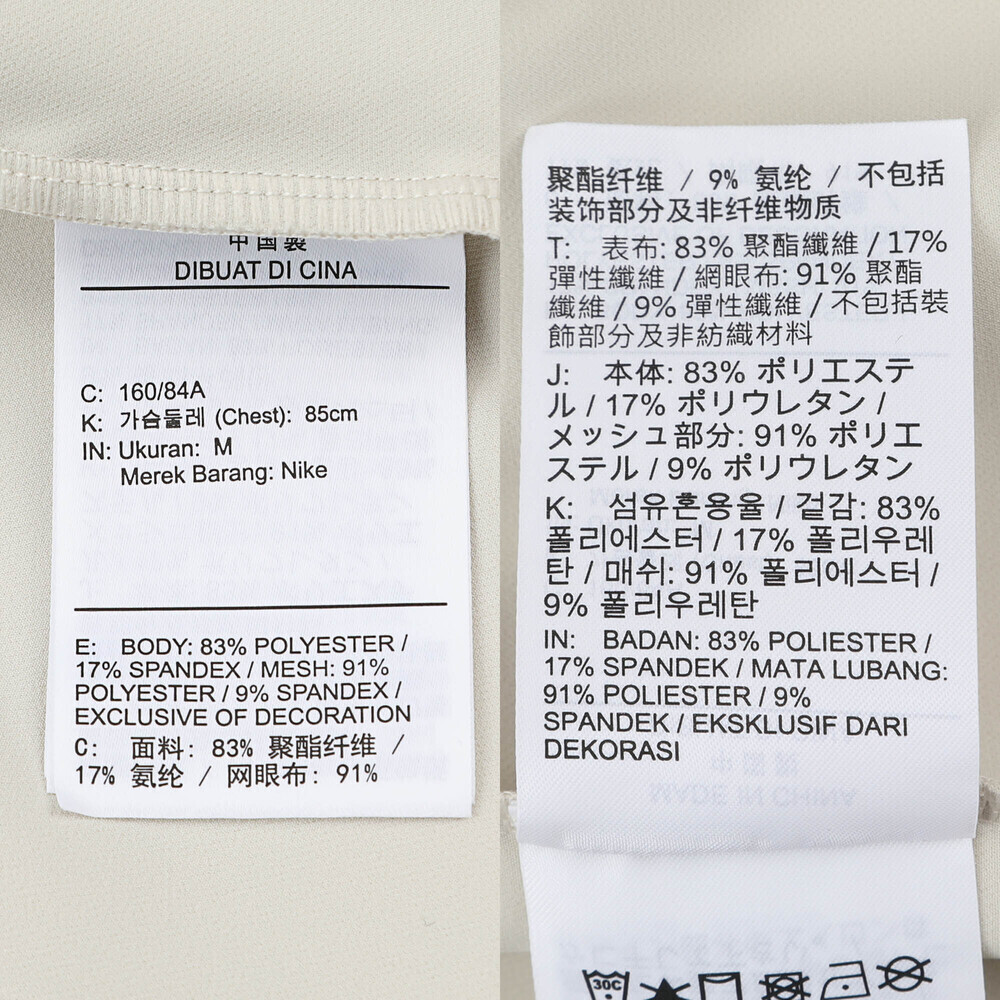 中国製
DIBUAT DI CINA
C: 160/84A
K: 가슴둘레 (Chest): 85cm
IN: Ukuran: M
Merek Barang: Nike
E: BODY: 83% POLYESTER /
17% SPANDEX / MESH: 91%
POLYESTER / 9% SPANDEX /
EXCLUSIVE OF DECORATION
C: 面料: 83% 聚酯纤维 /
17% 氨纶 / 网眼布: 91%
聚酯纤维 / 9% 氨纶 / 不包括
装饰部分及非纤维物质
T: 表布: 83% 聚酯纖維 / 17%
彈性纖維 / 網眼布: 91% 聚酯
纖維 / 9% 彈性纖維 / 不包括裝
飾部分及非紡織材料
J: 本体: 83% ポリエステ
ル / 17% ポリウレタン /
メッシュ部分: 91% ポリエ
ステル / 9% ポリウレタン
K: 섬유혼용율 / 겉감: 83%
폴리에스터 / 17% 폴리우레
탄 / 매쉬: 91% 폴리에스터 /
9% 폴리우레탄
IN: BADAN: 83% POLIESTER /
17% SPANDEK / MATA LUBANG:
91% POLIESTER / 9%
SPANDEK / EKSKLUSIF DARI
DEKORASI
MADE IN CHINA
30C